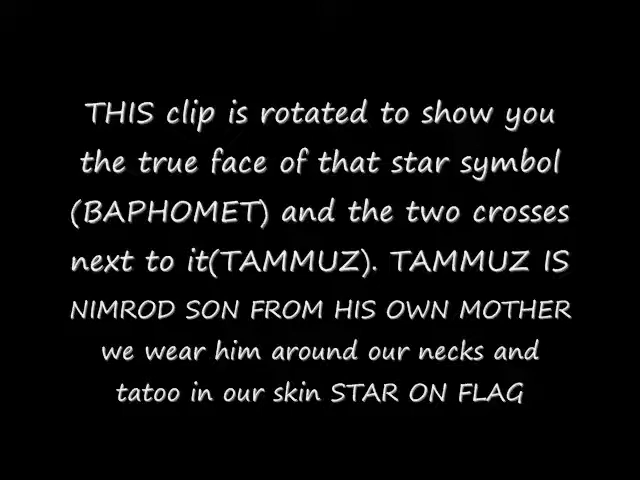 THIS clip is rotated to show you
the true face of that star symbol
(BAPHOMET) and the two crosses
next to it(TAMMUZ). TAMMUZ IS
NIMROD SON FROM HIS OWN MOTHER
we wear him around our necks and
tatoo in our skin STAR ON FLAG